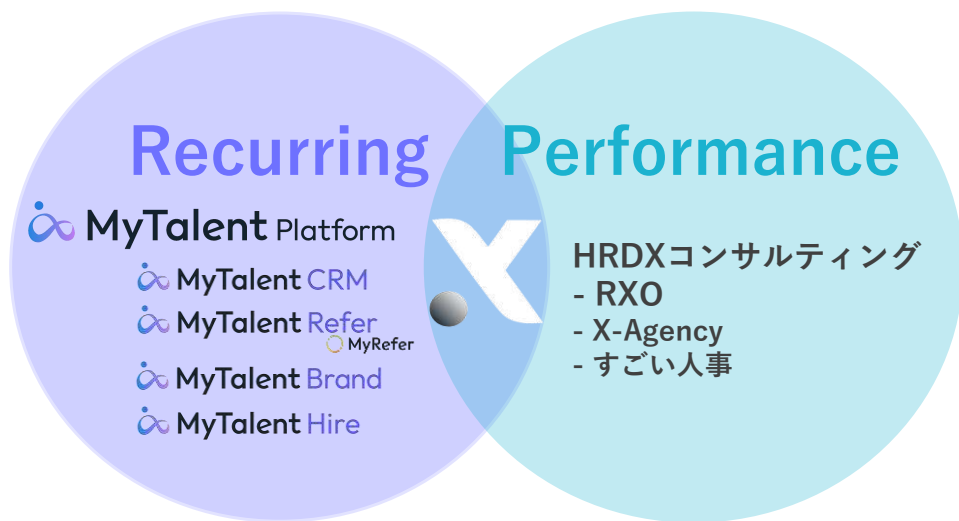 Recurring
MyTalent Platform
MyTalent CRM
MyTalent Refer
MyRefer
MyTalent Brand
MyTalent Hire
X
Performance
HRDXコンサルティング
- RXO
- X-Agency
- すごい人事